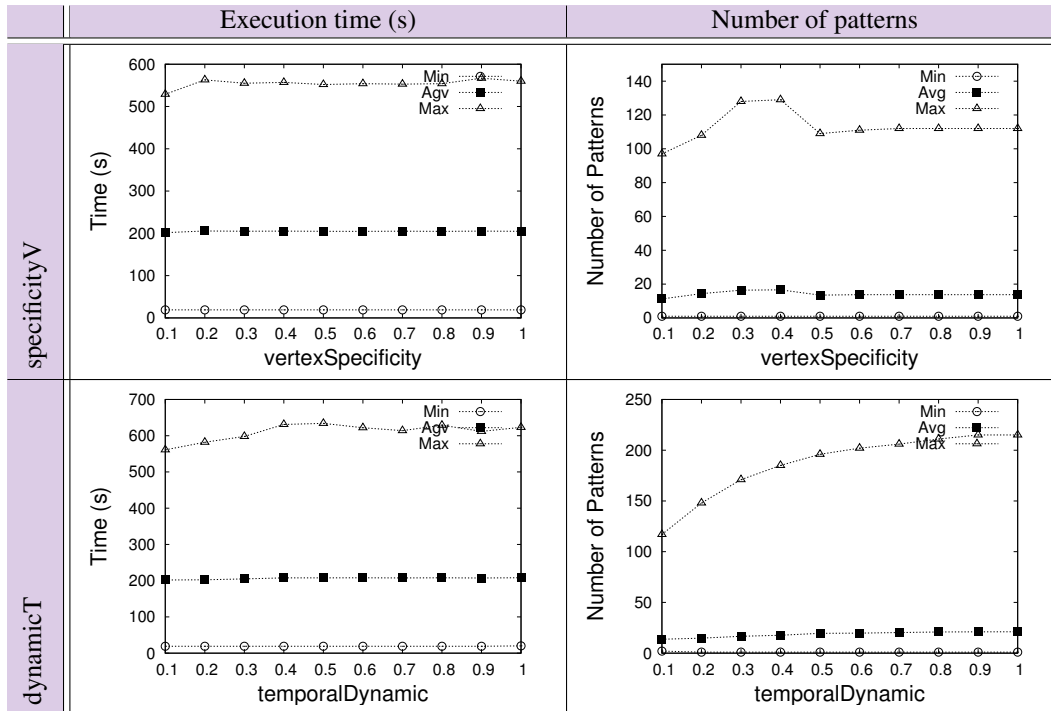 Execution time (s)
Number of patterns
specificityV
600
500
400
300
200
100
0
Time (s)
Min
Agv
Max
0.1 0.2 0.3 0.4 0.5 0.6 0.7 0.8 0.9 1
vertexSpecificity
140
120
100
80
60
40
20
0
Number of Patterns
Min
Avg
Max
0.1 0.2 0.3 0.4 0.5 0.6 0.7 0.8 0.9 1
vertexSpecificity
dynamicT
700
600
500
400
300
200
100
0
Time (s)
Min
Agv
Max
0.1 0.2 0.3 0.4 0.5 0.6 0.7 0.8 0.9 1
temporalDynamic
250
200
150
100
50
0
Number of Patterns
Min
Avg
Max
0.1 0.2 0.3 0.4 0.5 0.6 0.7 0.8 0.9 1
temporalDynamic